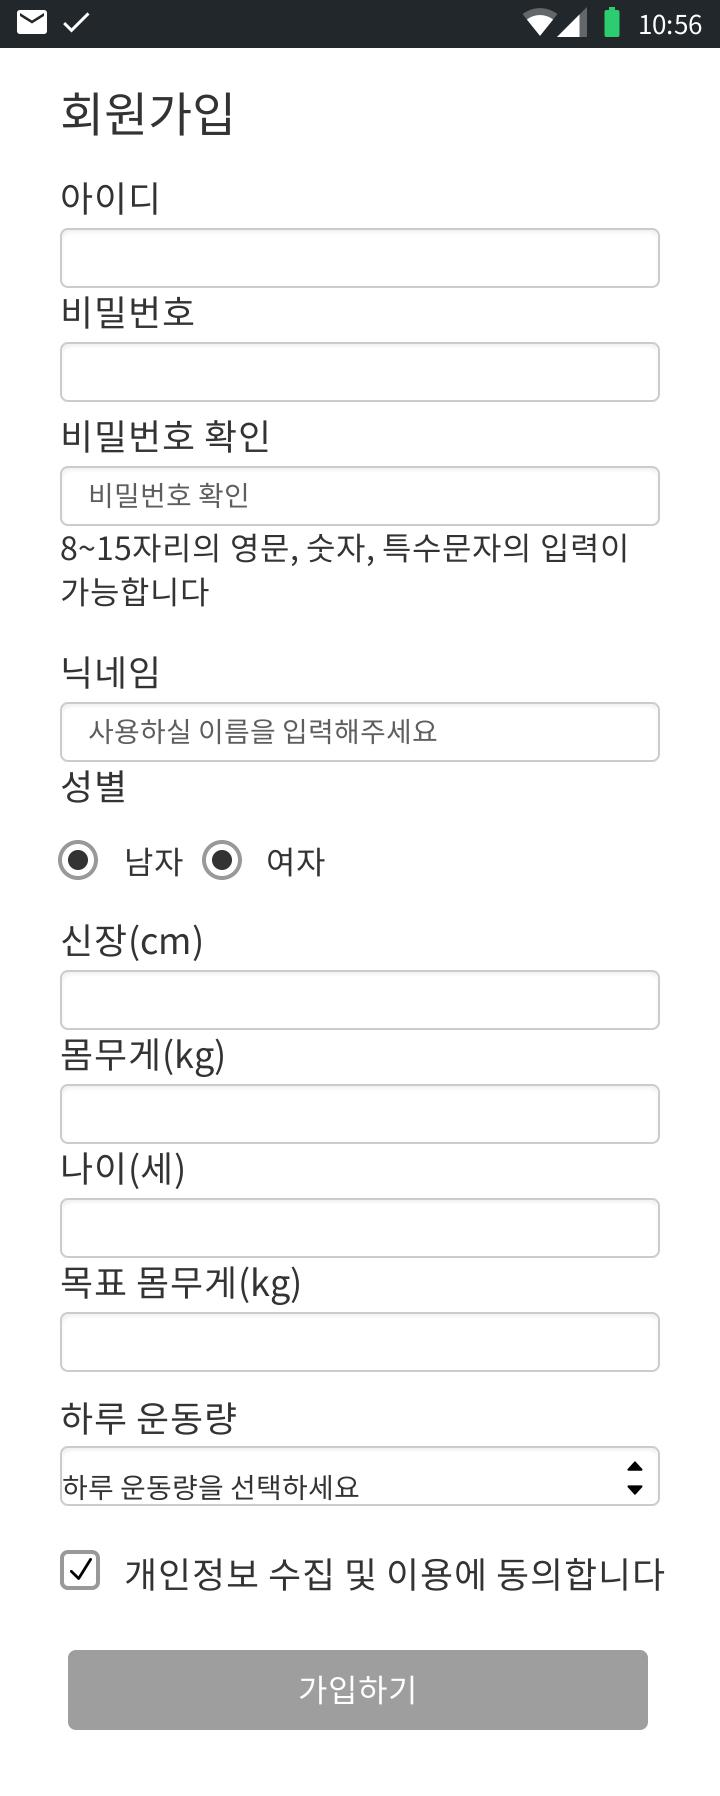 10:56
회원가입
아이디
비밀번호
비밀번호 확인
비밀번호 확인
8~15자리의 영문, 숫자, 특수문자의 입력이
가능합니다
닉네임
사용하실 이름을 입력해주세요
성별
남자 여자
신장(cm)
몸무게(kg)
나이(세)
목표 몸무게(kg)
하루 운동량
하루 운동량을 선택하세요
개인정보 수집 및 이용에 동의합니다
가입하기